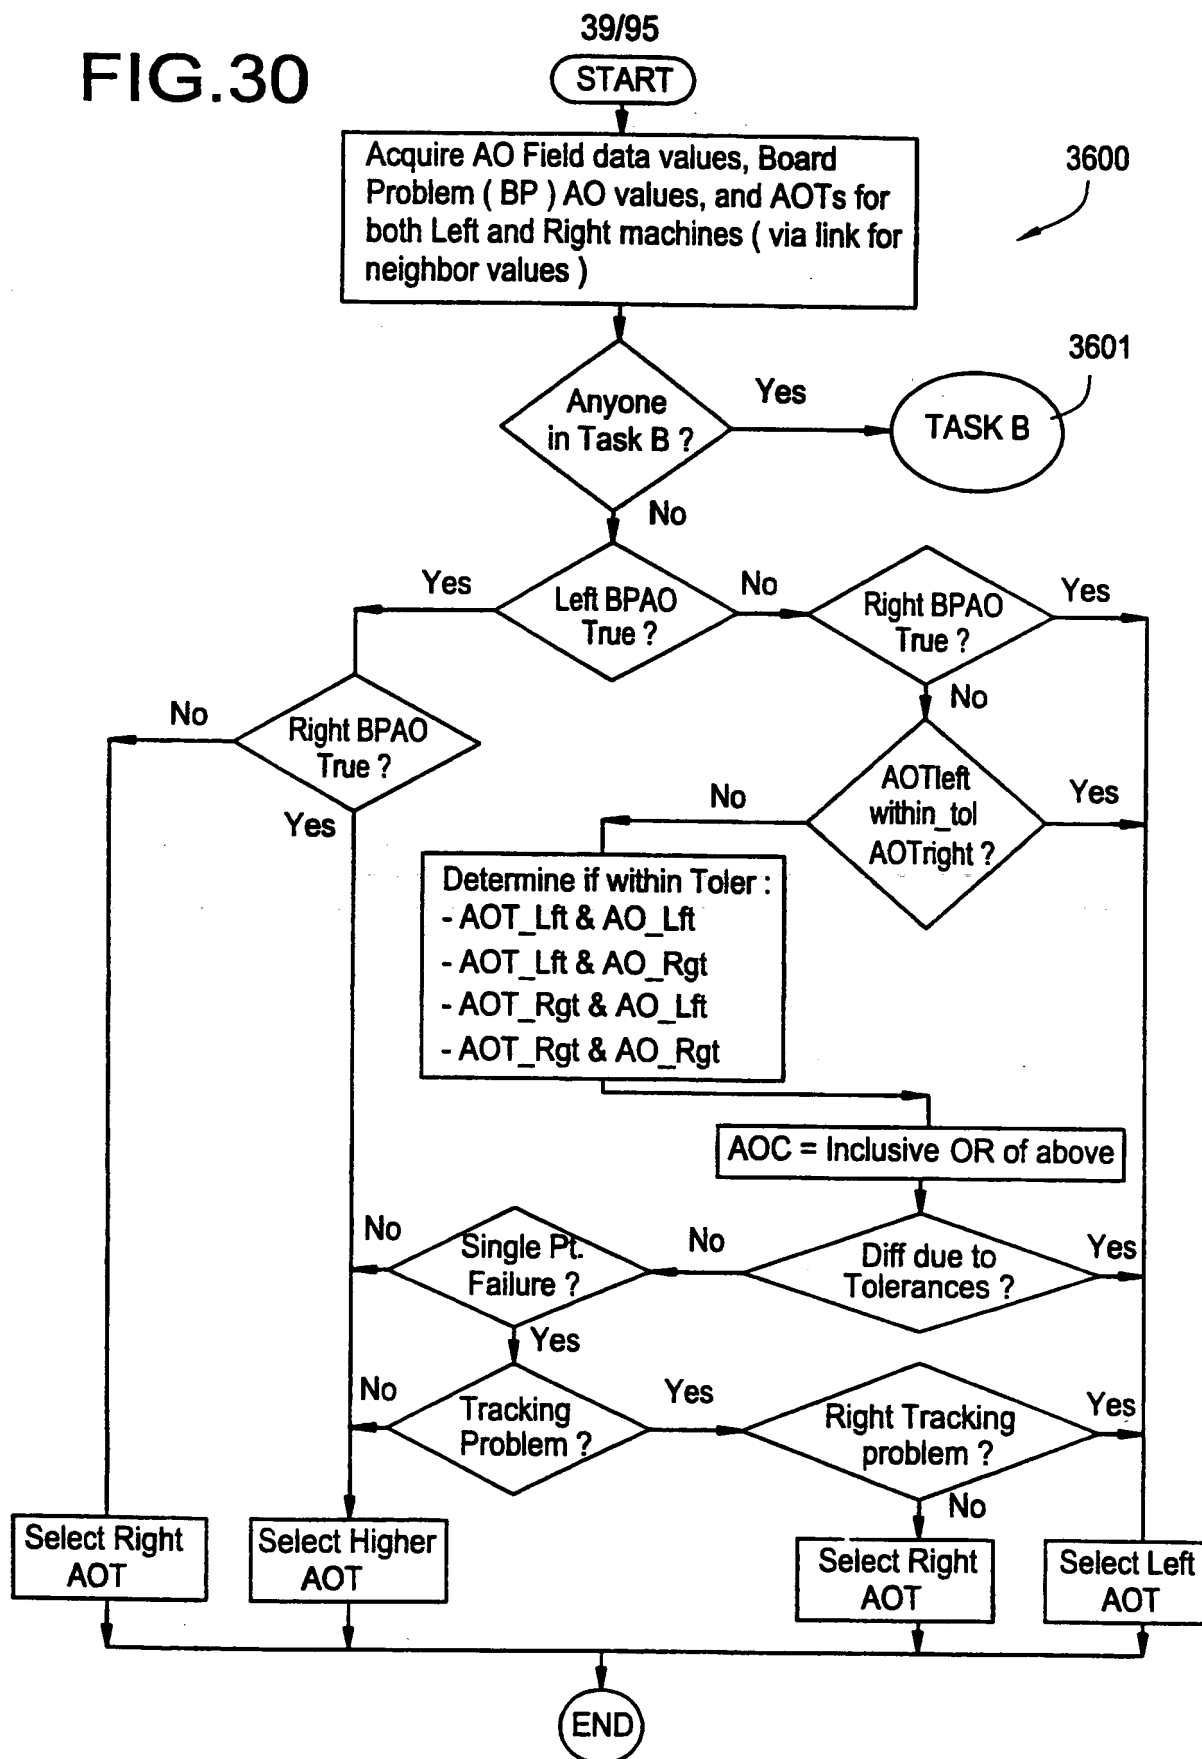 39/95
FIG.30
START
Acquire AO Field data values, Board
Problem ( BP ) AO values, and AOTs for
both Left and Right machines ( via link for
neighbor values )
3600
3601
Anyone
in Task B ?
Yes
TASK B
No
Left BPAO
True ?
Yes
No
Right BPAO
True ?
Yes
No
Right BPAO
True ?
No
Yes
AOTleft
within_tol
AOTright ?
No
Yes
Determine if within Toler :
- AOT_Lft & AO_Lft
- AOT_Lft & AO_Rgt
- AOT_Rgt & AO_Lft
- AOT_Rgt & AO_Rgt
AOC = Inclusive OR of above
Diff due to
Tolerances ?
No
Yes
Single Pt.
Failure ?
No
Yes
Tracking
Problem ?
No
Yes
Right Tracking
problem ?
Yes
No
Select Right
AOT
Select Higher
AOT
Select Right
AOT
Select Left
AOT
END